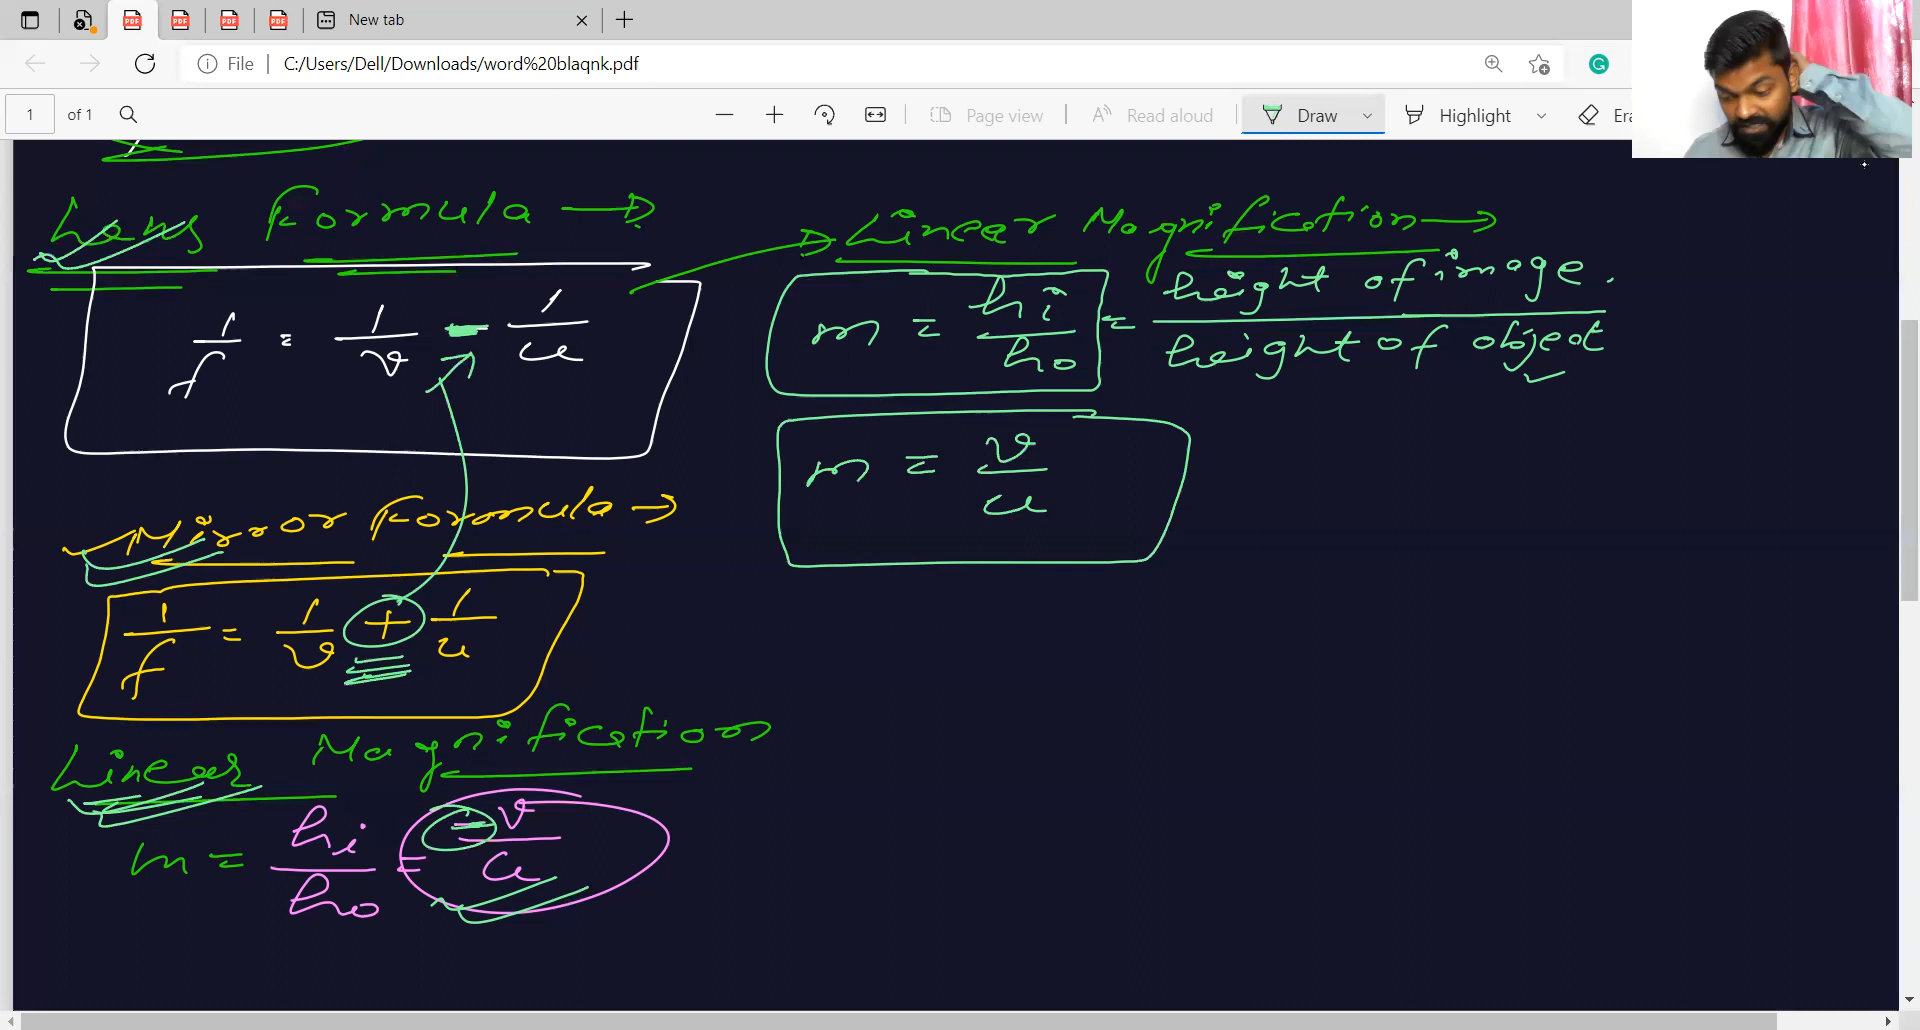 New tab
File | C:/Users/Dell/Downloads/word%20blaqnk.pdf
1 of 1 Page view Read aloud Draw Highlight Era
Lens Formula →
1/f = 1/v - 1/u
Mirror Formula →
1/f = 1/v + 1/u
Linear Magnification
m = hi/ho = -v/u
Linear Magnification →
m = hi/ho = height of image / height of object
m = v/u